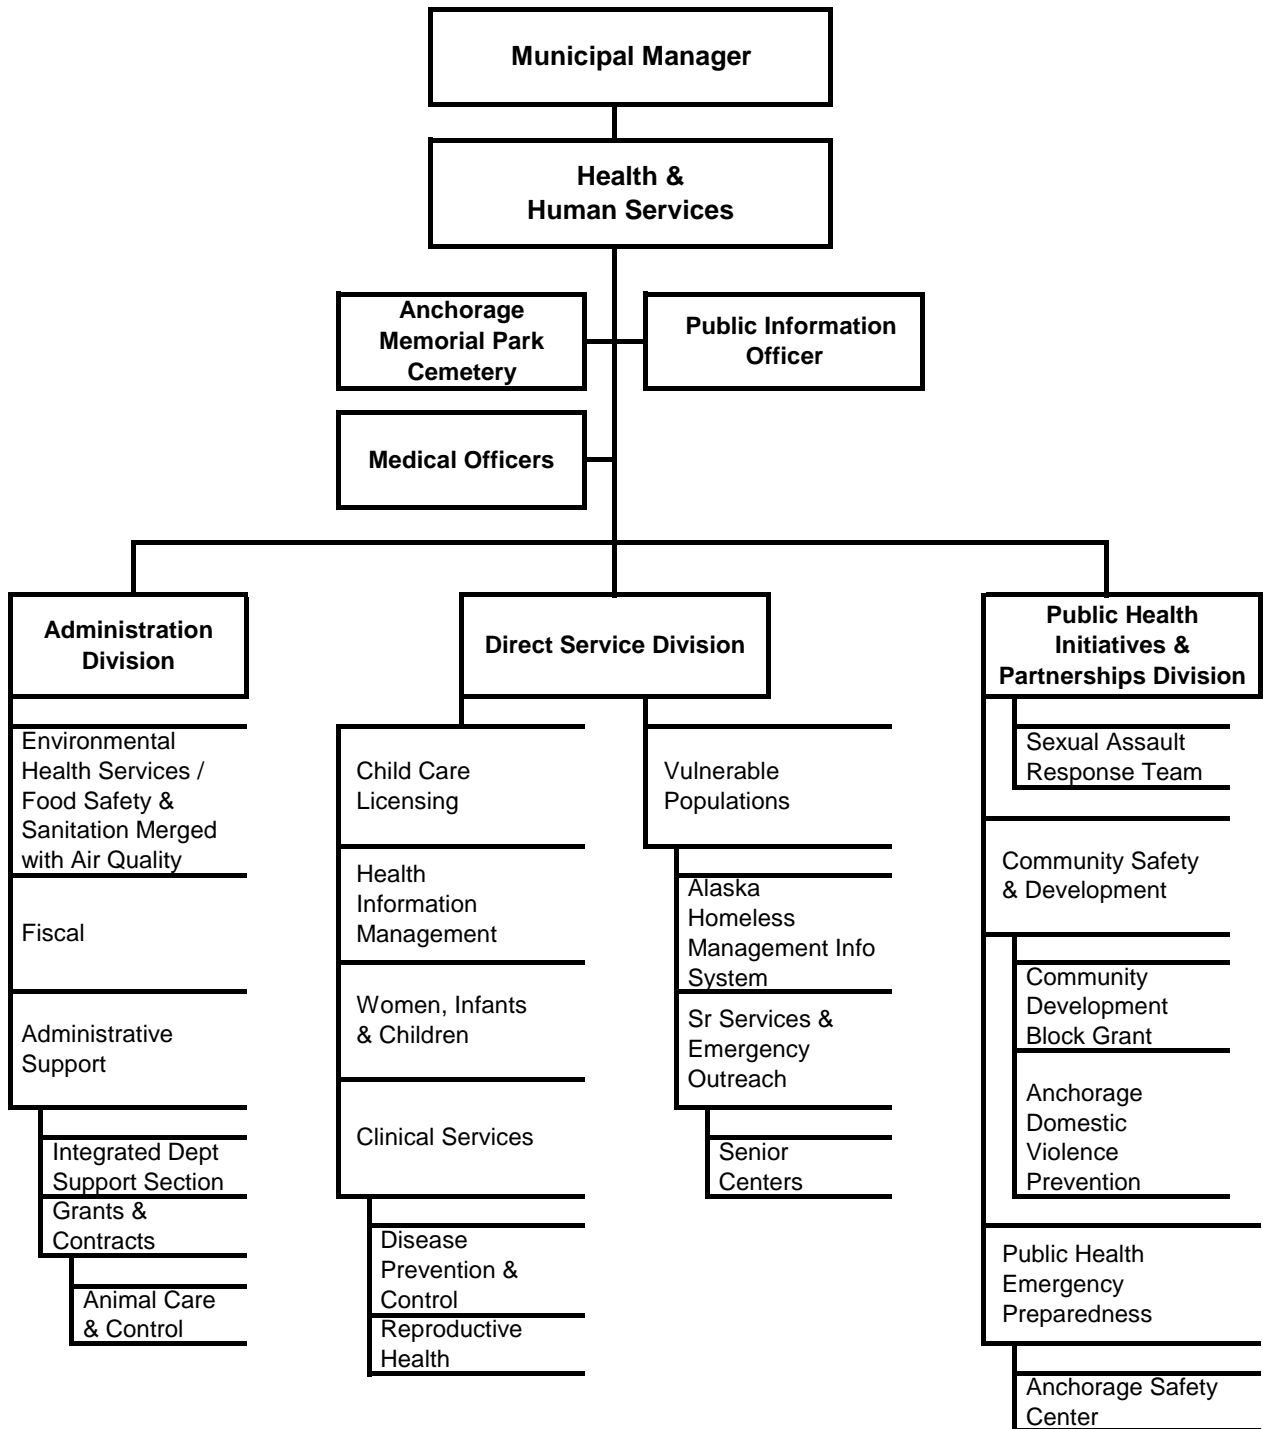 Municipal Manager
Health &
Human Services
Anchorage
Memorial Park
Cemetery
Public Information
Officer
Medical Officers
Administration
Division
Environmental
Health Services /
Food Safety &
Sanitation Merged
with Air Quality
Fiscal
Administrative
Support
Integrated Dept
Support Section
Grants &
Contracts
Animal Care
& Control
Direct Service Division
Child Care
Licensing
Health
Information
Management
Women, Infants
& Children
Clinical Services
Disease
Prevention &
Control
Reproductive
Health
Vulnerable
Populations
Alaska
Homeless
Management Info
System
Sr Services &
Emergency
Outreach
Senior
Centers
Public Health
Initiatives &
Partnerships Division
Sexual Assault
Response Team
Community Safety
& Development
Community
Development
Block Grant
Anchorage
Domestic
Violence
Prevention
Public Health
Emergency
Preparedness
Anchorage Safety
Center